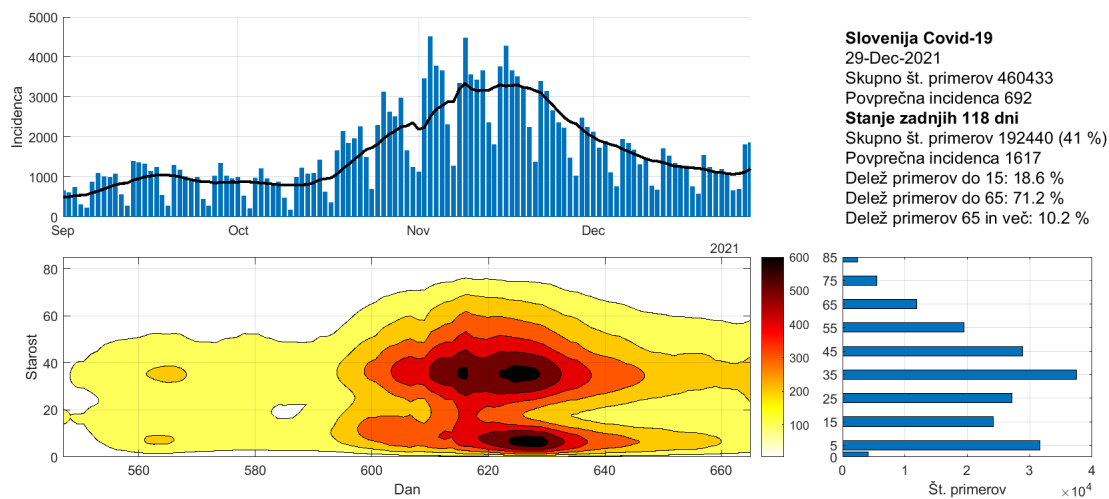 5000
4000
3000
2000
1000
0
Incidenca
Sep
Oct
Nov
Dec
2021
Slovenija Covid-19
29-Dec-2021
Skupno št. primerov 460433
Povprečna incidenca 692
Stanje zadnjih 118 dni
Skupno št. primerov 192440 (41 %)
Povprečna incidenca 1617
Delež primerov do 15: 18.6 %
Delež primerov do 65: 71.2 %
Delež primerov 65 in več: 10.2 %
80
60
40
20
0
Starost
560
580
600
620
640
660
Dan
600
500
400
300
200
100
85
75
65
55
45
35
25
15
5
0
0
1
2
3
4
×10⁴
Št. primerov